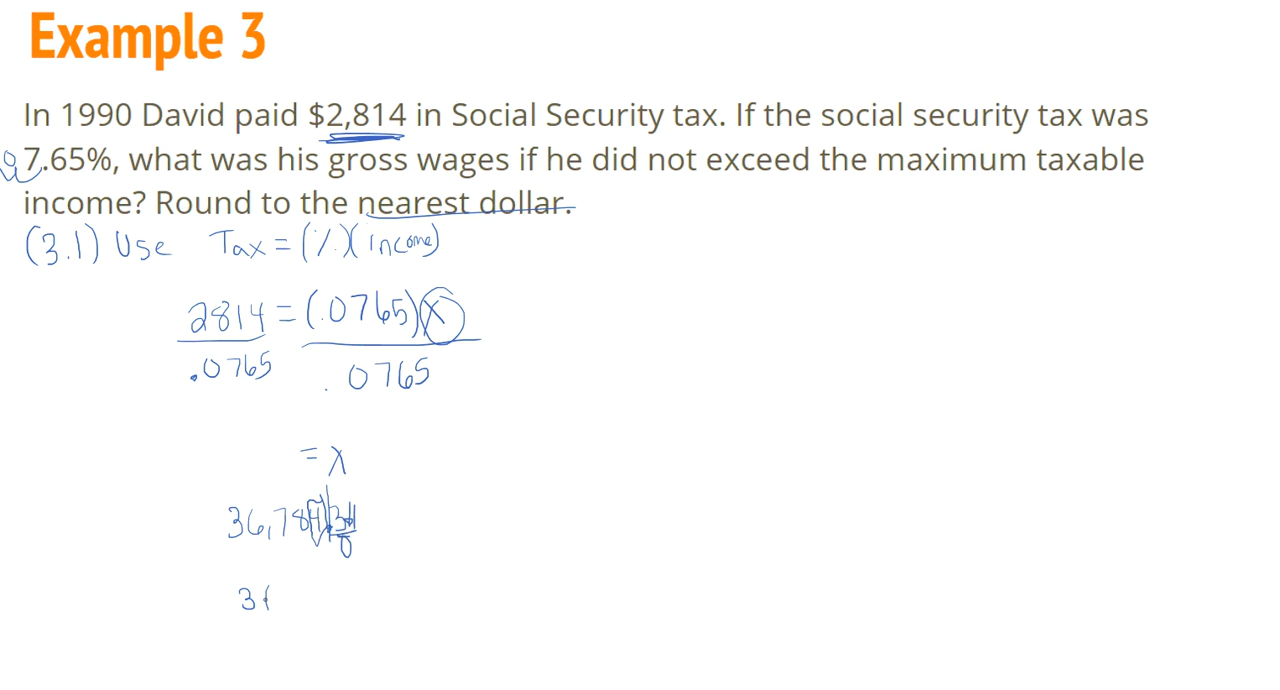 Example 3
In 1990 David paid $2,814 in Social Security tax. If the social security tax was
7.65%, what was his gross wages if he did not exceed the maximum taxable
income? Round to the nearest dollar.
(3.1) Use Tax = (%)(income)
2814 = (.0765)(x)
.0765 .0765
= x
36,784.34
3